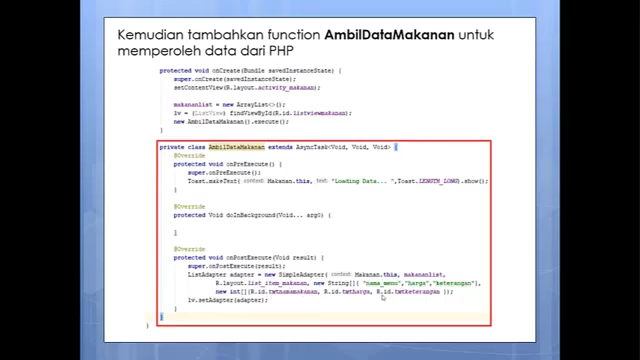 Kemudian tambahkan function AmbilDataMakanan untuk
memperoleh data dari PHP
protected void onCreate(Bundle savedInstanceState) {
super.onCreate(savedInstanceState);
setContentView(R.layout.activity_makanan);
makananlist = new ArrayList<>();
lv = (ListView) findViewById(R.id.listviewmakanan);
new AmbilDataMakanan().execute();
}
private class AmbilDataMakanan extends AsyncTask<Void, Void, Void> {
@Override
protected void onPreExecute() {
super.onPreExecute();
Toast.makeText( context: Makanan.this, text: "Loading Data... ",Toast.LENGTH_LONG).show();
}
@Override
protected Void doInBackground(Void... arg0) {
}
@Override
protected void onPostExecute(Void result) {
super.onPostExecute(result);
ListAdapter adapter = new SimpleAdapter( context: Makanan.this, makananlist,
R.layout.list_item_makanan, new String[]{ "nama_menu","harga","keterangan"},
new int[]{R.id.txtnamamakanan, R.id.txtharga, R.id.txtketerangan });
lv.setAdapter(adapter);
}
}
}